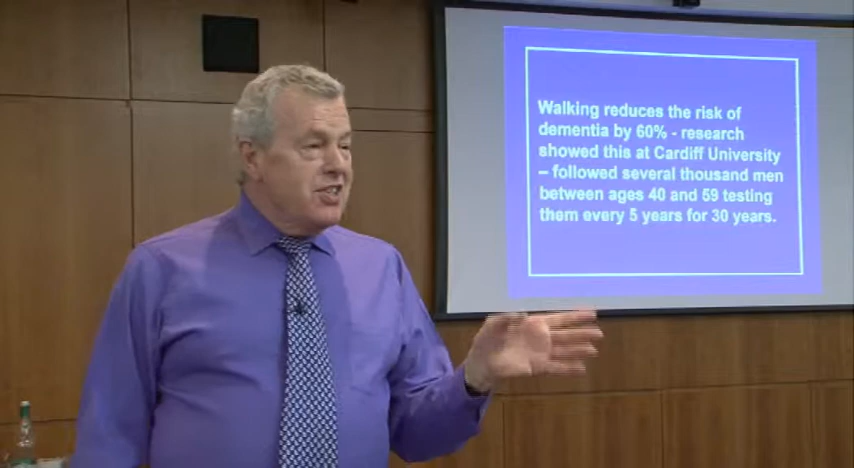 Walking reduces the risk of
dementia by 60% - research
showed this at Cardiff University
– followed several thousand men
between ages 40 and 59 testing
them every 5 years for 30 years.